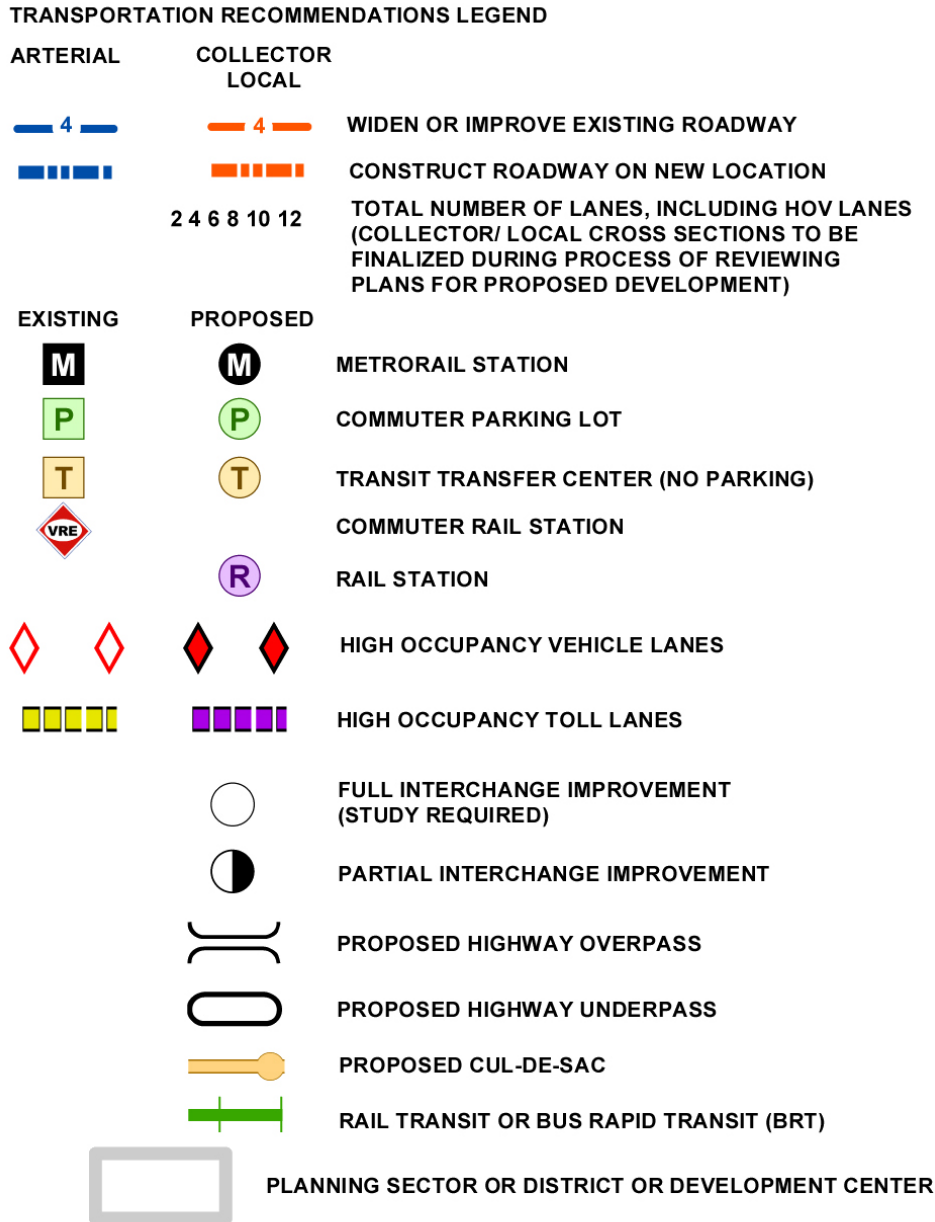 TRANSPORTATION RECOMMENDATIONS LEGEND
ARTERIAL COLLECTOR
LOCAL
4 4 WIDEN OR IMPROVE EXISTING ROADWAY
CONSTRUCT ROADWAY ON NEW LOCATION
2 4 6 8 10 12 TOTAL NUMBER OF LANES, INCLUDING HOV LANES
(COLLECTOR/ LOCAL CROSS SECTIONS TO BE
FINALIZED DURING PROCESS OF REVIEWING
PLANS FOR PROPOSED DEVELOPMENT)
EXISTING PROPOSED
M M METRORAIL STATION
P P COMMUTER PARKING LOT
T T TRANSIT TRANSFER CENTER (NO PARKING)
VRE COMMUTER RAIL STATION
R RAIL STATION
HIGH OCCUPANCY VEHICLE LANES
HIGH OCCUPANCY TOLL LANES
FULL INTERCHANGE IMPROVEMENT
(STUDY REQUIRED)
PARTIAL INTERCHANGE IMPROVEMENT
PROPOSED HIGHWAY OVERPASS
PROPOSED HIGHWAY UNDERPASS
PROPOSED CUL-DE-SAC
RAIL TRANSIT OR BUS RAPID TRANSIT (BRT)
PLANNING SECTOR OR DISTRICT OR DEVELOPMENT CENTER